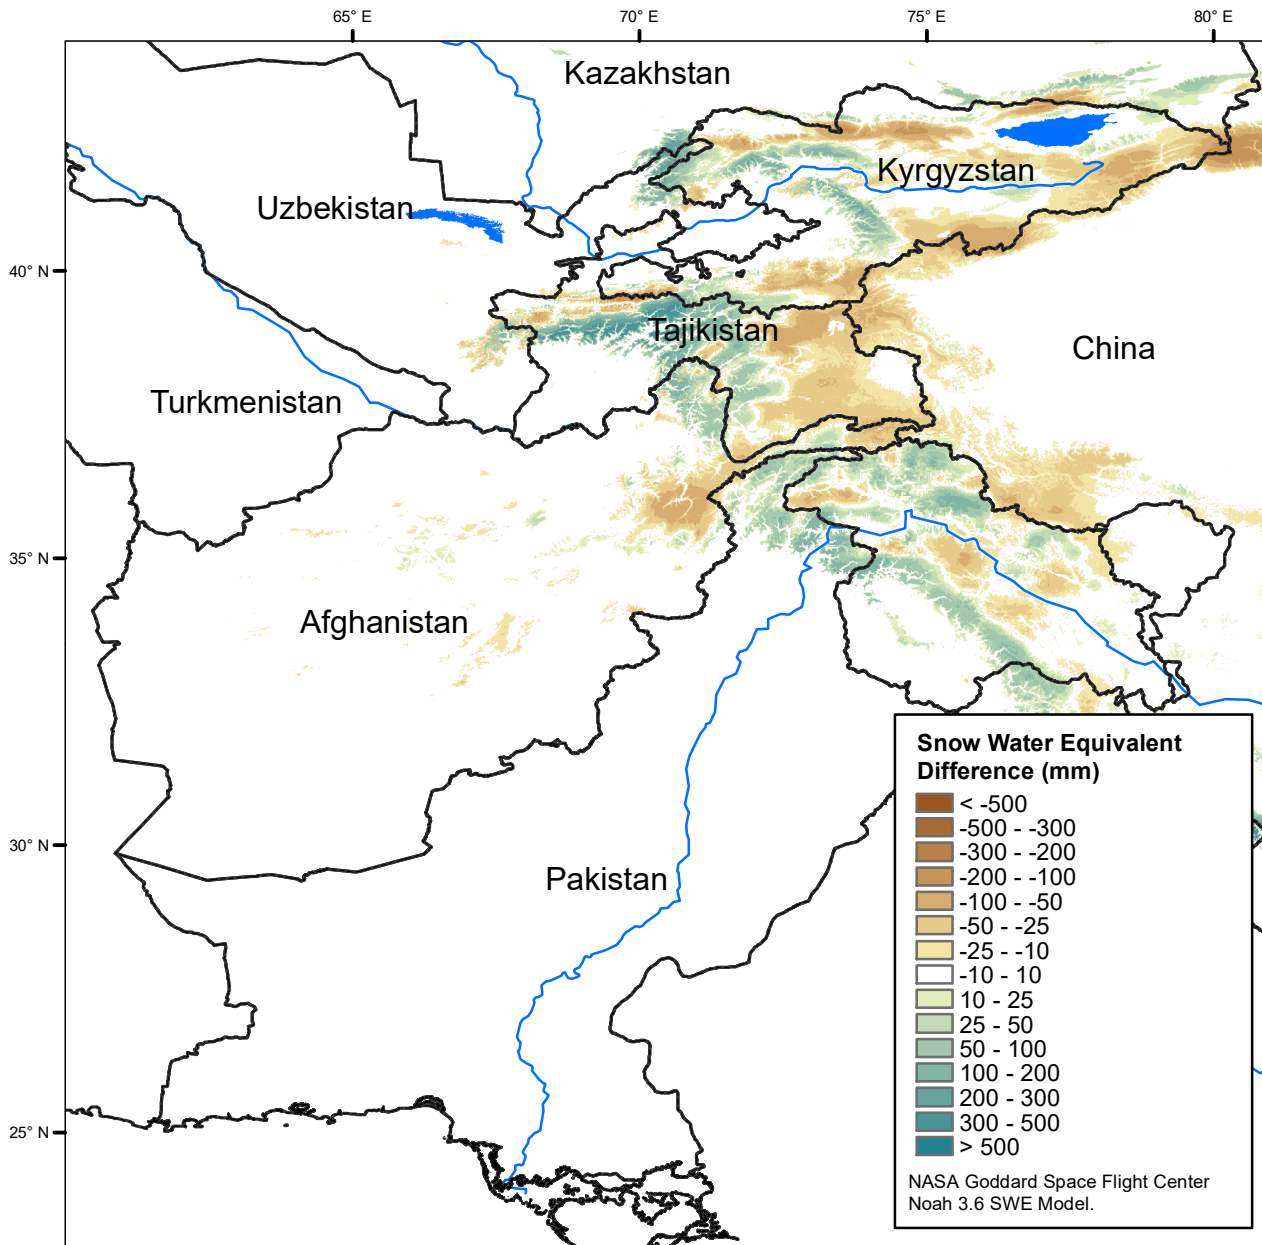 65° E
70° E
75° E
80° E
Kazakhstan
Kyrgyzstan
Uzbekistan
40° N
Tajikistan
China
Turkmenistan
35° N
Afghanistan
Snow Water Equivalent
Difference (mm)
< -500
-500 - -300
-300 - -200
-200 - -100
-100 - -50
-50 - -25
-25 - -10
-10 - 10
10 - 25
25 - 50
50 - 100
100 - 200
200 - 300
300 - 500
> 500
30° N
Pakistan
25° N
NASA Goddard Space Flight Center
Noah 3.6 SWE Model.